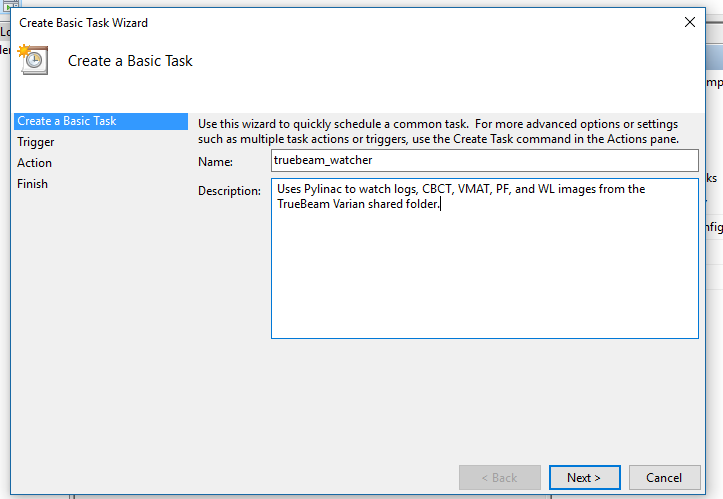 Create Basic Task Wizard
Create a Basic Task
Create a Basic Task
Trigger
Action
Finish
Use this wizard to quickly schedule a common task. For more advanced options or settings
such as multiple task actions or triggers, use the Create Task command in the Actions pane.
Name:
truebeam_watcher
Description:
Uses Pylinac to watch logs, CBCT, VMAT, PF, and WL images from the
TrueBeam Varian shared folder.
< Back
Next >
Cancel